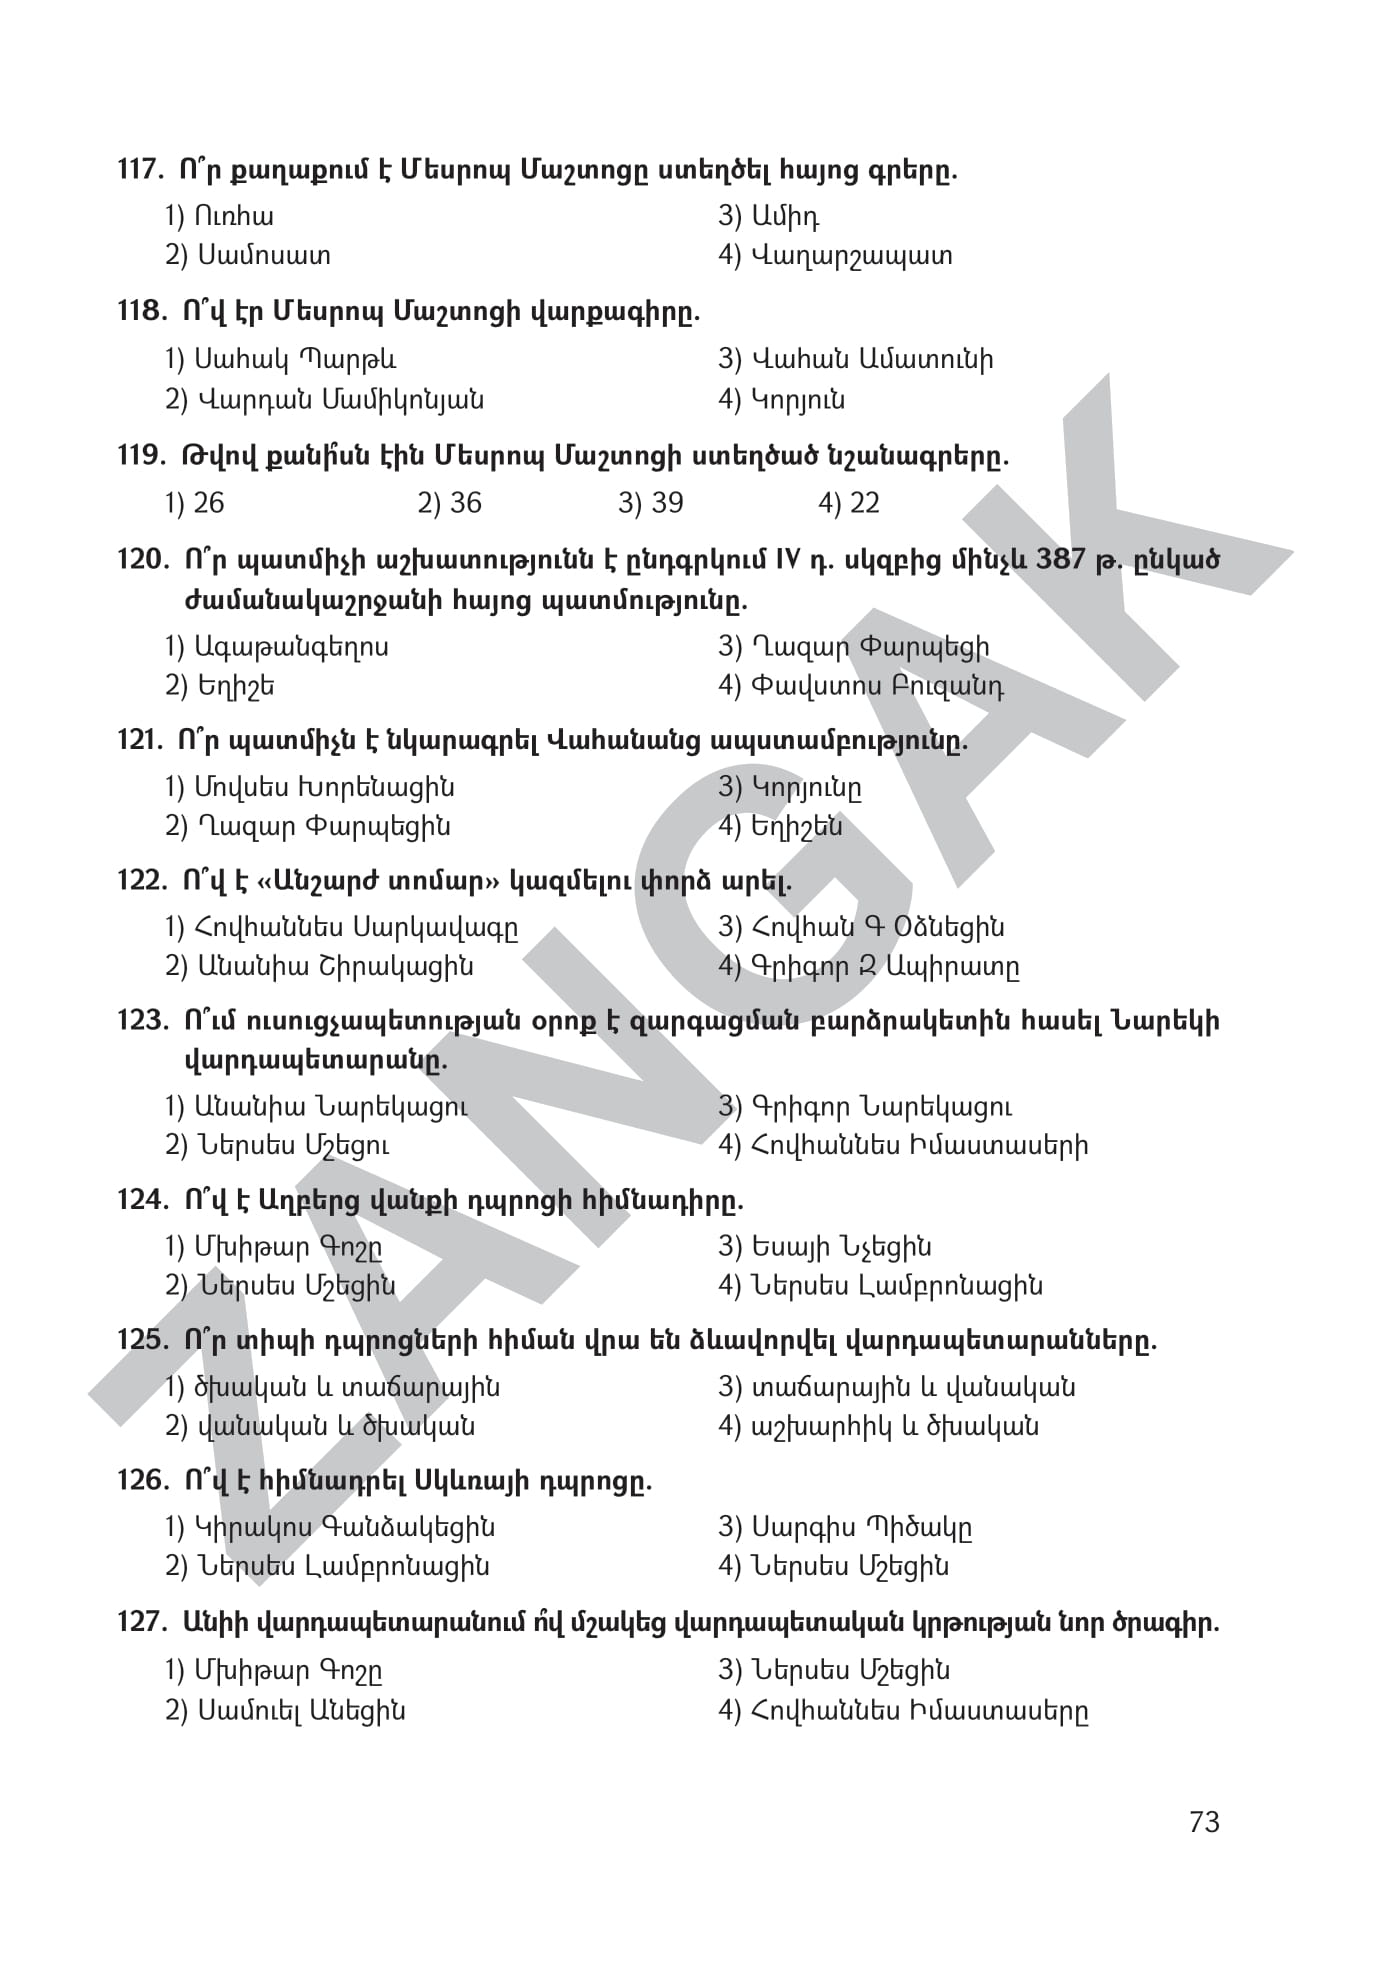 117. Ո՞ր քաղաքում է Մեսրոպ Մաշտոցը ստեղծել հայոց գրերը.
1) Ուռհա 3) Ամիդ
2) Սամոսատ 4) Վաղարշապատ
118. Ո՞վ էր Մեսրոպ Մաշտոցի վարքագիրը.
1) Սահակ Պարթև 3) Վահան Ամատունի
2) Վարդան Մամիկոնյան 4) Կորյուն
119. Թվով քանի՞սն էին Մեսրոպ Մաշտոցի ստեղծած նշանագրերը.
1) 26 2) 36 3) 39 4) 22
120. Ո՞ր պատմիչի աշխատությունն է ընդգրկում IV դ. սկզբից մինչև 387 թ. ընկած
ժամանակաշրջանի հայոց պատմությունը.
1) Ագաթանգեղոս 3) Ղազար Փարպեցի
2) Եղիշե 4) Փավստոս Բուզանդ
121. Ո՞ր պատմիչն է նկարագրել Վահանանց ապստամբությունը.
1) Մովսես Խորենացին 3) Կորյունը
2) Ղազար Փարպեցին 4) Եղիշեն
122. Ո՞վ է «Անշարժ տոմար» կազմելու փորձ արել.
1) Հովհաննես Սարկավագը 3) Հովհան Գ Օձնեցին
2) Անանիա Շիրակացին 4) Գրիգոր Զ Ապիրատը
123. Ո՞ւմ ուսուցչապետության օրոք է զարգացման բարձրակետին հասել Նարեկի
վարդապետարանը.
1) Անանիա Նարեկացու 3) Գրիգոր Նարեկացու
2) Ներսես Մշեցու 4) Հովհաննես Իմաստասերի
124. Ո՞վ է Աղբերց վանքի դպրոցի հիմնադիրը.
1) Մխիթար Գոշը 3) Եսայի Նչեցին
2) Ներսես Մշեցին 4) Ներսես Լամբրոնացին
125. Ո՞ր տիպի դպրոցների հիման վրա են ձևավորվել վարդապետարանները.
1) ծխական և տաճարային 3) տաճարային և վանական
2) վանական և ծխական 4) աշխարհիկ և ծխական
126. Ո՞վ է հիմնադրել Սկևռայի դպրոցը.
1) Կիրակոս Գանձակեցին 3) Սարգիս Պիծակը
2) Ներսես Լամբրոնացին 4) Ներսես Մշեցին
127. Անիի վարդապետարանում ո՞վ մշակեց վարդապետական կրթության նոր ծրագիր.
1) Մխիթար Գոշը 3) Ներսես Մշեցին
2) Սամուել Անեցին 4) Հովհաննես Իմաստասերը
73
ZANGAK